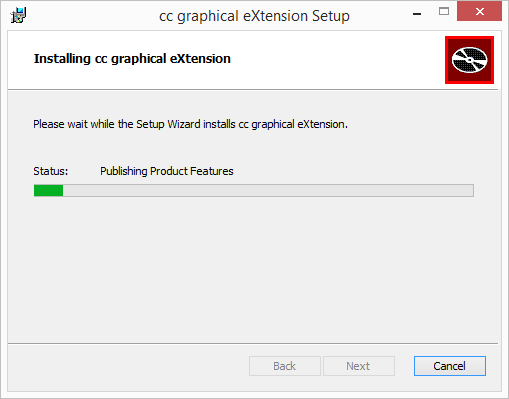 cc graphical eXtension Setup
Installing cc graphical eXtension
Please wait while the Setup Wizard installs cc graphical eXtension.
Status: Publishing Product Features
Back Next Cancel